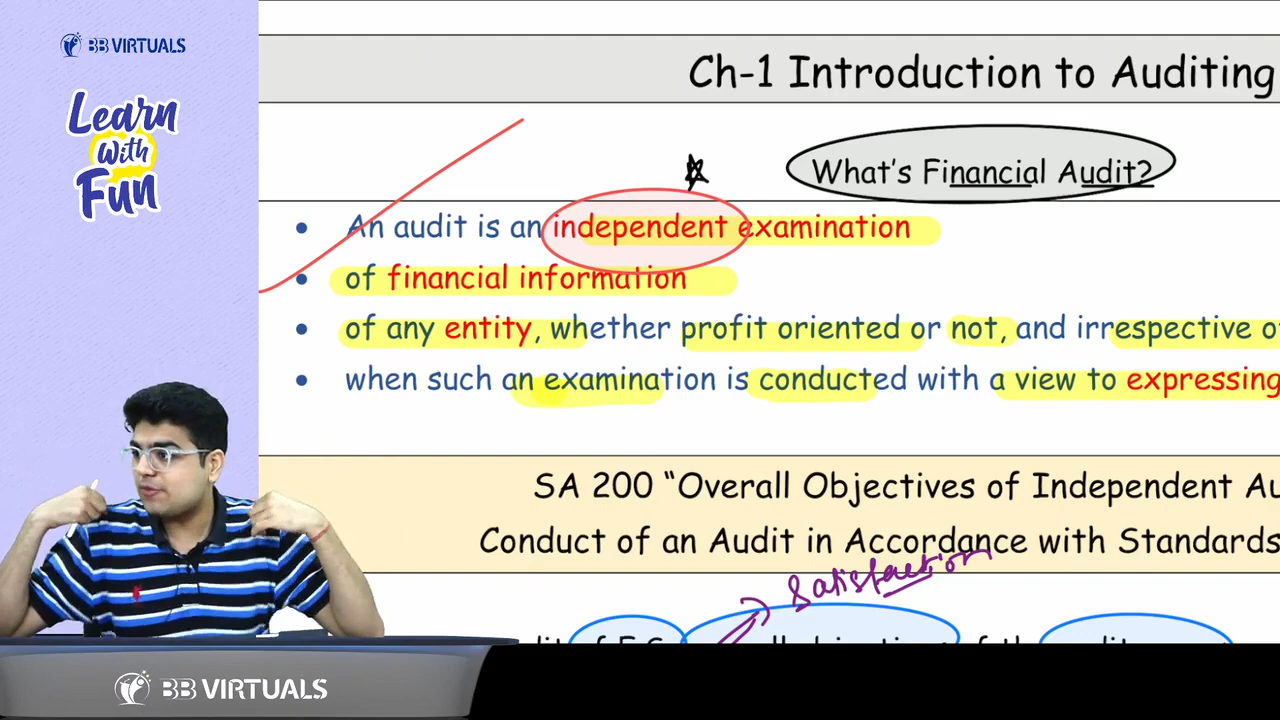 BB VIRTUALS
Learn
With
Fun
Ch-1 Introduction to Auditing
What's Financial Audit?
• An audit is an independent examination
• of financial information
• of any entity, whether profit oriented or not, and irrespective o
• when such an examination is conducted with a view to expressing
SA 200 “Overall Objectives of Independent Au
Conduct of an Audit in Accordance with Standards
Satisfaction
BB VIRTUALS